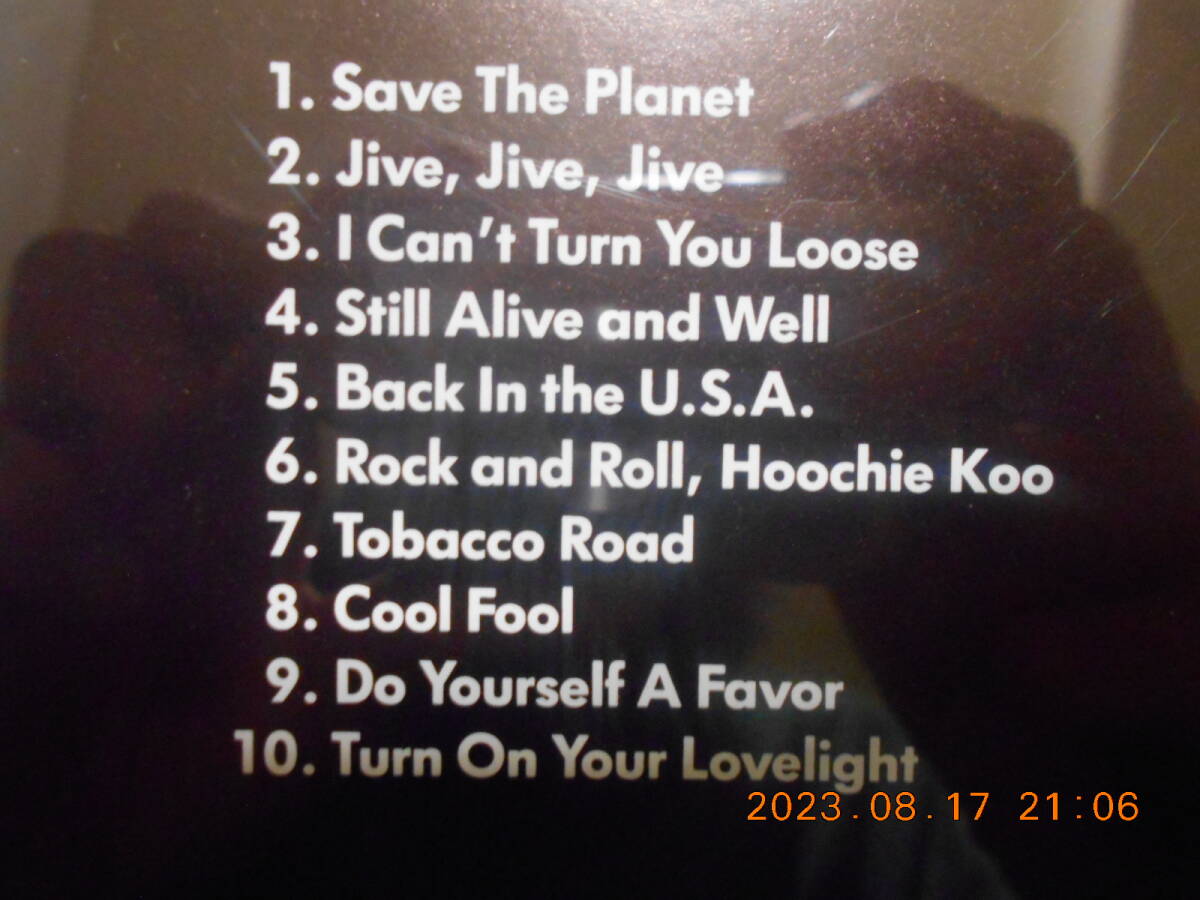 1. Save The Planet
2. Jive, Jive, Jive
3. I Can't Turn You Loose
4. Still Alive and Well
5. Back In the U.S.A.
6. Rock and Roll, Hoochie Koo
7. Tobacco Road
8. Cool Fool
9. Do Yourself A Favor
10. Turn On Your Lovelight
2023.08.17 21:06